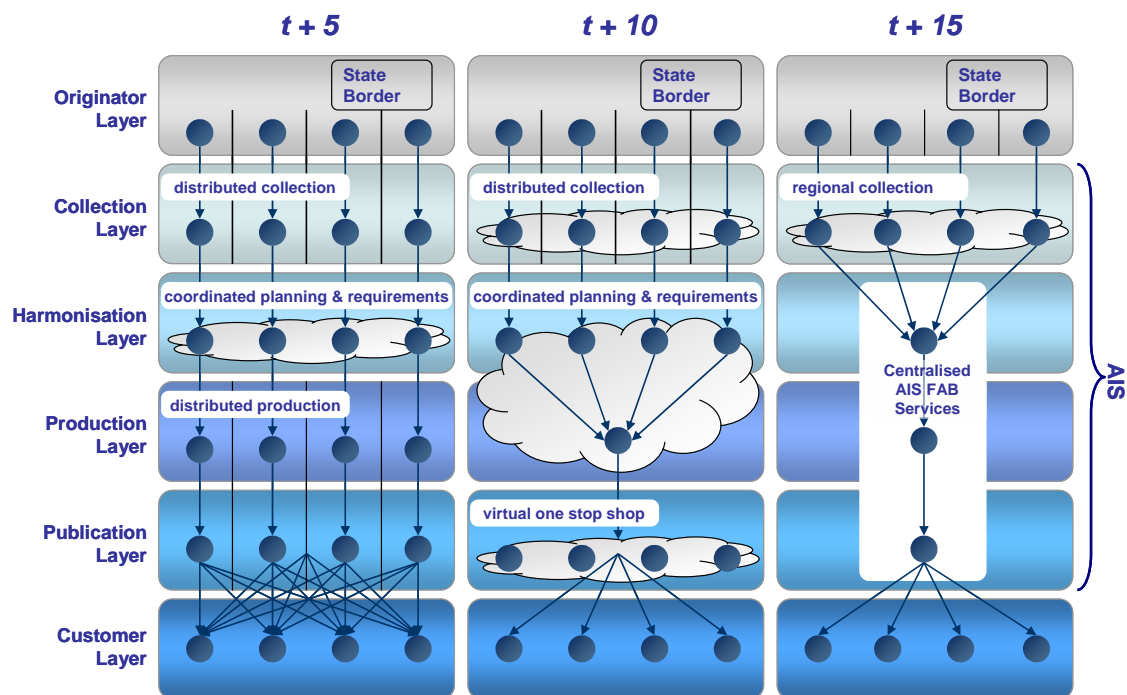 t + 5
t + 10
t + 15
Originator
Layer
State
Border
State
Border
State
Border
Collection
Layer
distributed collection
distributed collection
regional collection
Harmonisation
Layer
coordinated planning & requirements
coordinated planning & requirements
Production
Layer
distributed production
Centralised
AIS FAB
Services
AIS
Publication
Layer
virtual one stop shop
Customer
Layer